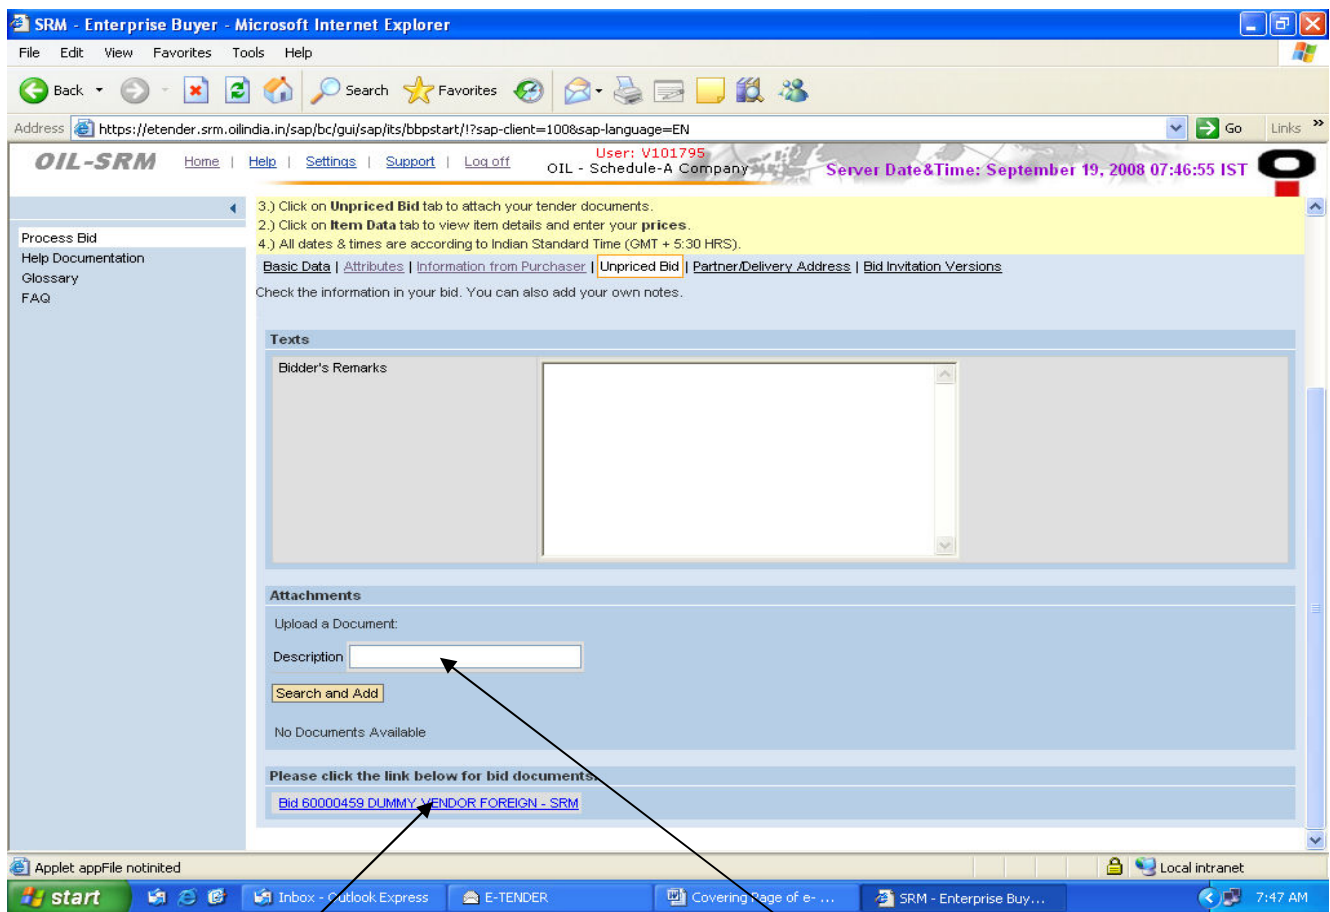 SRM - Enterprise Buyer - Microsoft Internet Explorer
File Edit View Favorites Tools Help
Back Search Favorites
Address https://etender.srm.oilindia.in/sap/bc/gui/sap/its/bbpstart/!?sap-client=100&sap-language=EN Go Links »
OIL-SRM Home | Help | Settings | Support | Log off User: V101795
OIL - Schedule-A Company Server Date&Time: September 19, 2008 07:46:55 IST
Process Bid
Help Documentation
Glossary
FAQ
3.) Click on Unpriced Bid tab to attach your tender documents.
2.) Click on Item Data tab to view item details and enter your prices.
4.) All dates & times are according to Indian Standard Time (GMT + 5:30 HRS).
Basic Data | Attributes | Information from Purchaser | Unpriced Bid | Partner/Delivery Address | Bid Invitation Versions
Check the information in your bid. You can also add your own notes.
Texts
Bidder's Remarks
Attachments
Upload a Document:
Description
Search and Add
No Documents Available
Please click the link below for bid documents.
Bid 60000459 DUMMY VENDOR FOREIGN - SRM
Applet appFile notinited Local intranet
start Inbox - Outlook Express E-TENDER Covering Page of e- ... SRM - Enterprise Buy... 7:47 AM